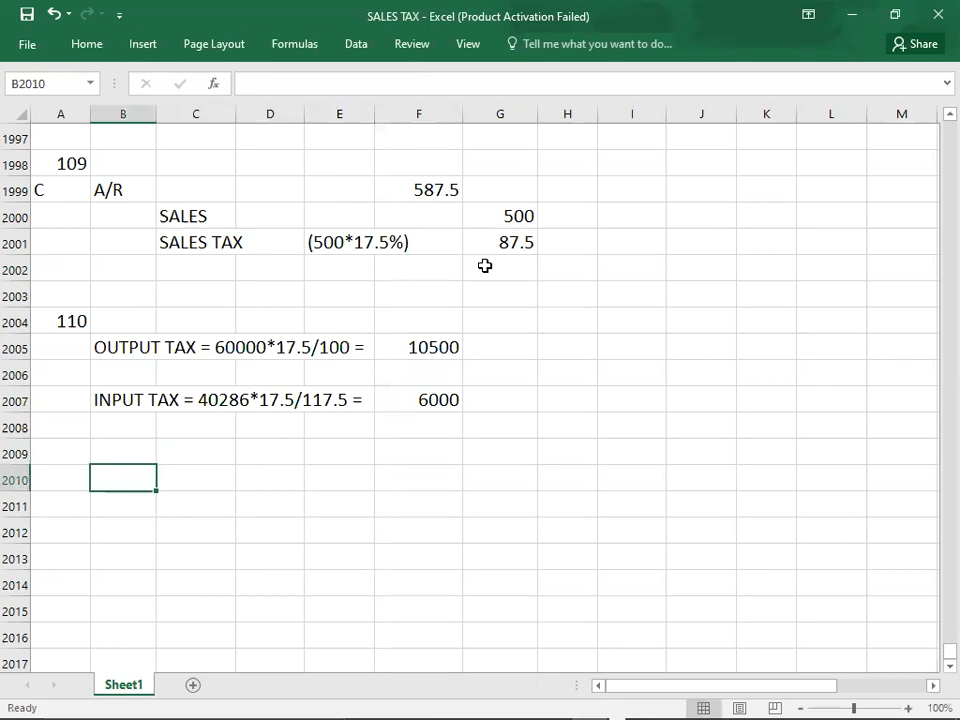 SALES TAX - Excel (Product Activation Failed)
File Home Insert Page Layout Formulas Data Review View Tell me what you want to do... Share
B2010 fx
A B C D E F G H I J K L M
1997
1998 109
1999 C A/R 587.5
2000 SALES 500
2001 SALES TAX (500*17.5%) 87.5
2002
2003
2004 110
2005 OUTPUT TAX = 60000*17.5/100 = 10500
2006
2007 INPUT TAX = 40286*17.5/117.5 = 6000
2008
2009
2010
2011
2012
2013
2014
2015
2016
2017
Sheet1
Ready 100%